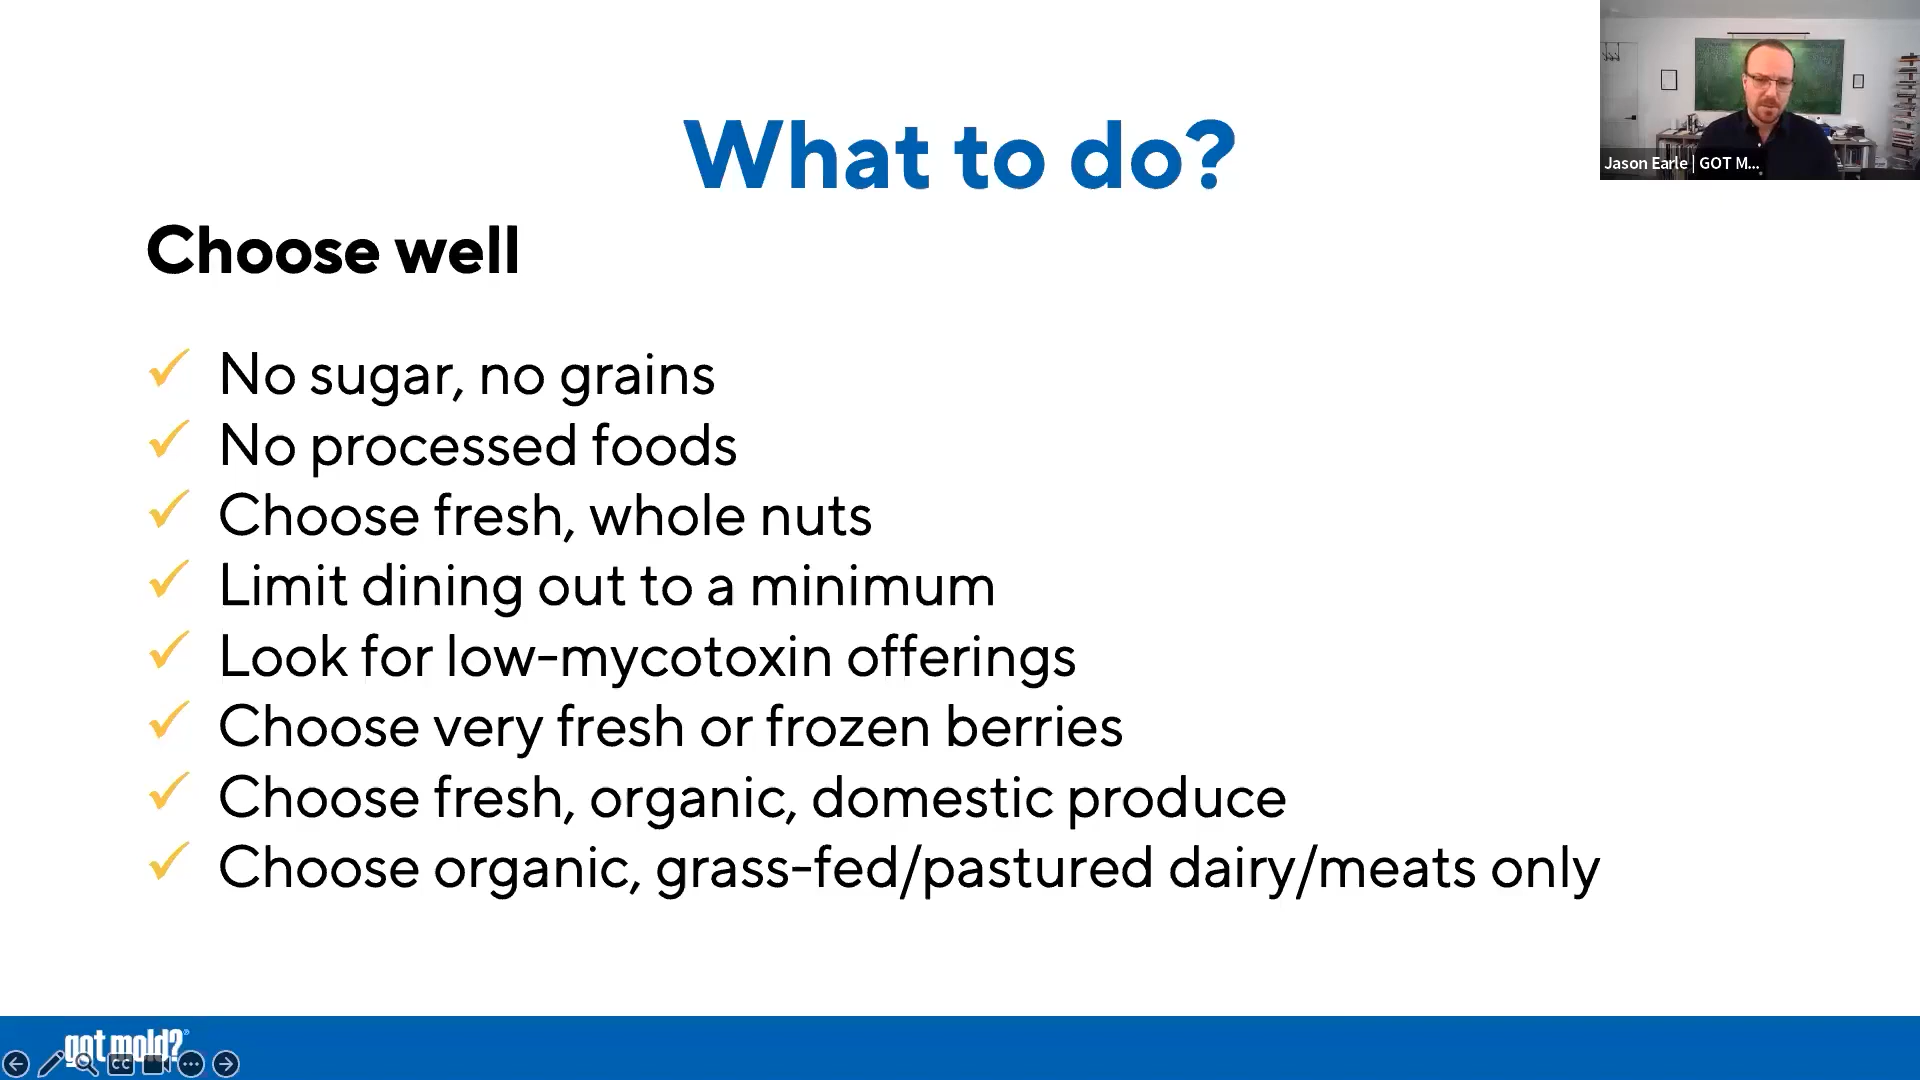 What to do?
Jason Earle | GOT M...
Choose well
No sugar, no grains
No processed foods
Choose fresh, whole nuts
Limit dining out to a minimum
Look for low-mycotoxin offerings
Choose very fresh or frozen berries
Choose fresh, organic, domestic produce
Choose organic, grass-fed/pastured dairy/meats only
got mold?®
CC